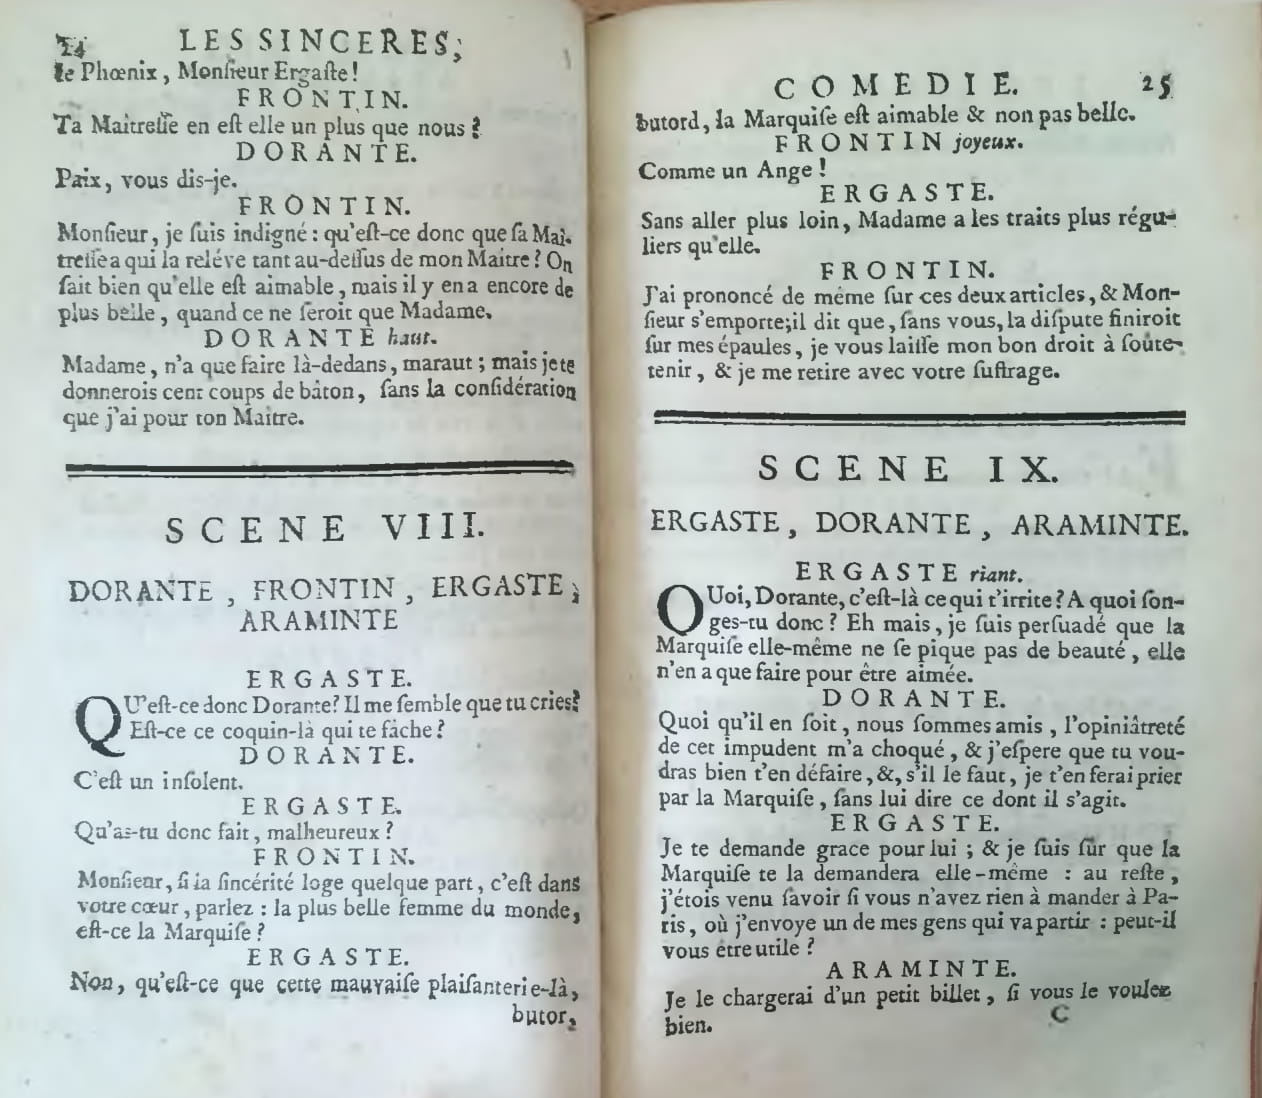 24 LES SINCERES,
le Phœnix, Monſieur Ergaſte!
FRONTIN.
Ta Maitreſſe en eſt elle un plus que nous?
DORANTE.
Paix, vous dis-je.
FRONTIN.
Monſieur, je ſuis indigné: qu'eſt-ce donc que ſa Mai-
treſſe a qui la reléve tant au-deſſus de mon Maitre? On
ſait bien qu'elle eſt aimable, mais il y en a encore de
plus belle, quand ce ne ſeroit que Madame.
DORANTE haut.
Madame, n'a que faire là-dedans, maraut; mais je te
donnerois cent coups de bâton, ſans la conſidération
que j'ai pour ton Maitre.
SCENE VIII.
DORANTE, FRONTIN, ERGASTE,
ARAMINTE
ERGASTE.
QU'eſt-ce donc Dorante? Il me ſemble que tu cries?
Eſt-ce ce coquin-là qui te fâche?
DORANTE.
C'eſt un inſolent.
ERGASTE.
Qu'as-tu donc fait, malheureux?
FRONTIN.
Monſieur, ſi la ſincérité loge quelque part, c'eſt dans
votre cœur, parlez: la plus belle femme du monde,
eſt-ce la Marquiſe?
ERGASTE.
Non, qu'eſt-ce que cette mauvaiſe plaiſanterie-là,
butor,
COMEDIE. 25
butord, la Marquiſe eſt aimable & non pas belle.
FRONTIN joyeux.
Comme un Ange!
ERGASTE.
Sans aller plus loin, Madame a les traits plus régu-
liers qu'elle.
FRONTIN.
J'ai prononcé de même ſur ces deux articles, & Mon-
ſieur s'emporte; il dit que, ſans vous, la diſpute finiroit
ſur mes épaules, je vous laiſſe mon bon droit à ſoûte-
tenir, & je me retire avec votre ſuffrage.
SCENE IX.
ERGASTE, DORANTE, ARAMINTE.
ERGASTE riant.
QUoi, Dorante, c'eſt-là ce qui t'irrite? A quoi ſon-
ges-tu donc? Eh mais, je ſuis perſuadé que la
Marquiſe elle-même ne ſe pique pas de beauté, elle
n'en a que faire pour être aimée.
DORANTE.
Quoi qu'il en ſoit, nous ſommes amis, l'opiniâtreté
de cet impudent m'a choqué, & j'eſpere que tu vou-
dras bien t'en défaire, &, s'il le faut, je t'en ferai prier
par la Marquiſe, ſans lui dire ce dont il s'agit.
ERGASTE.
Je te demande grace pour lui; & je ſuis ſûr que la
Marquiſe te la demandera elle-même: au reſte,
j'étois venu ſavoir ſi vous n'avez rien à mander à Pa-
ris, où j'envoye un de mes gens qui va partir: peut-il
vous être utile?
ARAMINTE.
Je le chargerai d'un petit billet, ſi vous le voulez
bien.
C